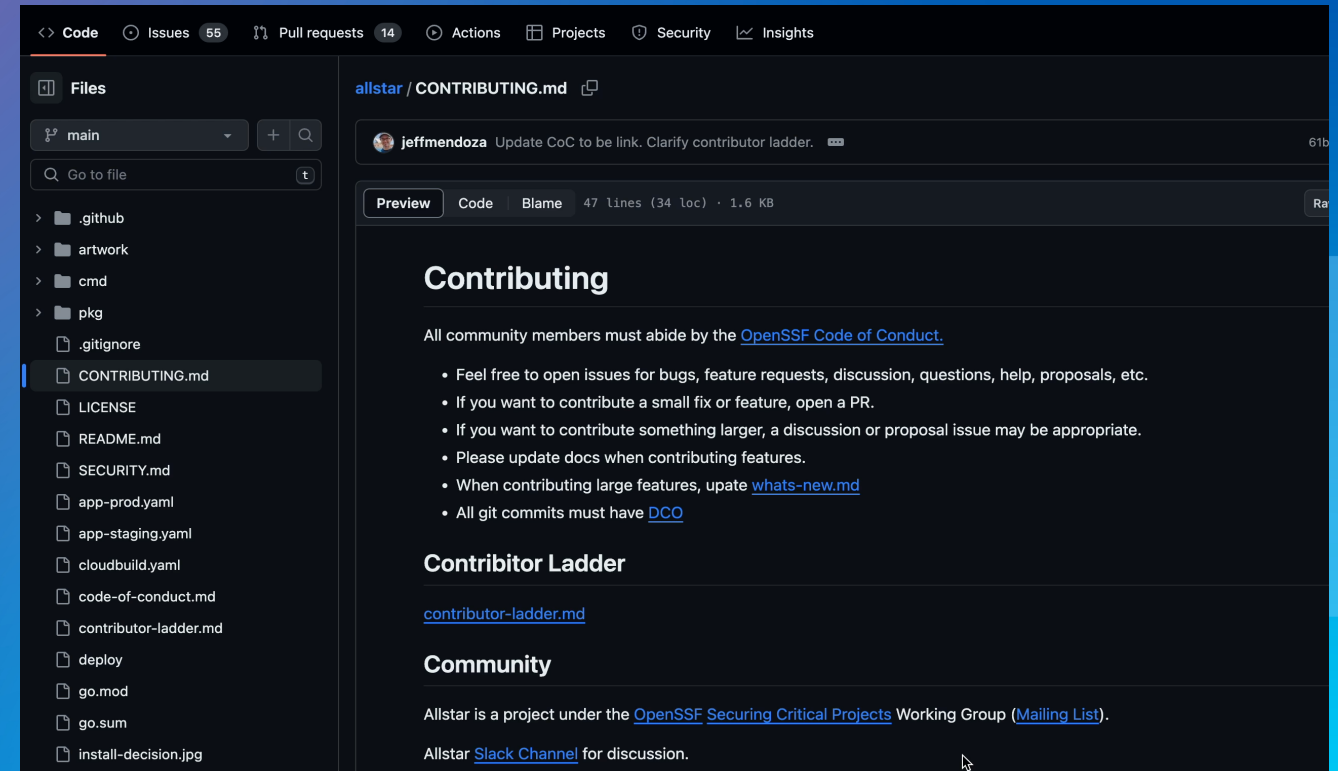 Code Issues 55 Pull requests 14 Actions Projects Security Insights
Files
main
Go to file t
.github
artwork
cmd
pkg
.gitignore
CONTRIBUTING.md
LICENSE
README.md
SECURITY.md
app-prod.yaml
app-staging.yaml
cloudbuild.yaml
code-of-conduct.md
contributor-ladder.md
deploy
go.mod
go.sum
install-decision.jpg
allstar / CONTRIBUTING.md
jeffmendoza Update CoC to be link. Clarify contributor ladder. 61b
Preview Code Blame 47 lines (34 loc) · 1.6 KB
Contributing
All community members must abide by the OpenSSF Code of Conduct.
• Feel free to open issues for bugs, feature requests, discussion, questions, help, proposals, etc.
• If you want to contribute a small fix or feature, open a PR.
• If you want to contribute something larger, a discussion or proposal issue may be appropriate.
• Please update docs when contributing features.
• When contributing large features, upate whats-new.md
• All git commits must have DCO
Contribitor Ladder
contributor-ladder.md
Community
Allstar is a project under the OpenSSF Securing Critical Projects Working Group (Mailing List).
Allstar Slack Channel for discussion.